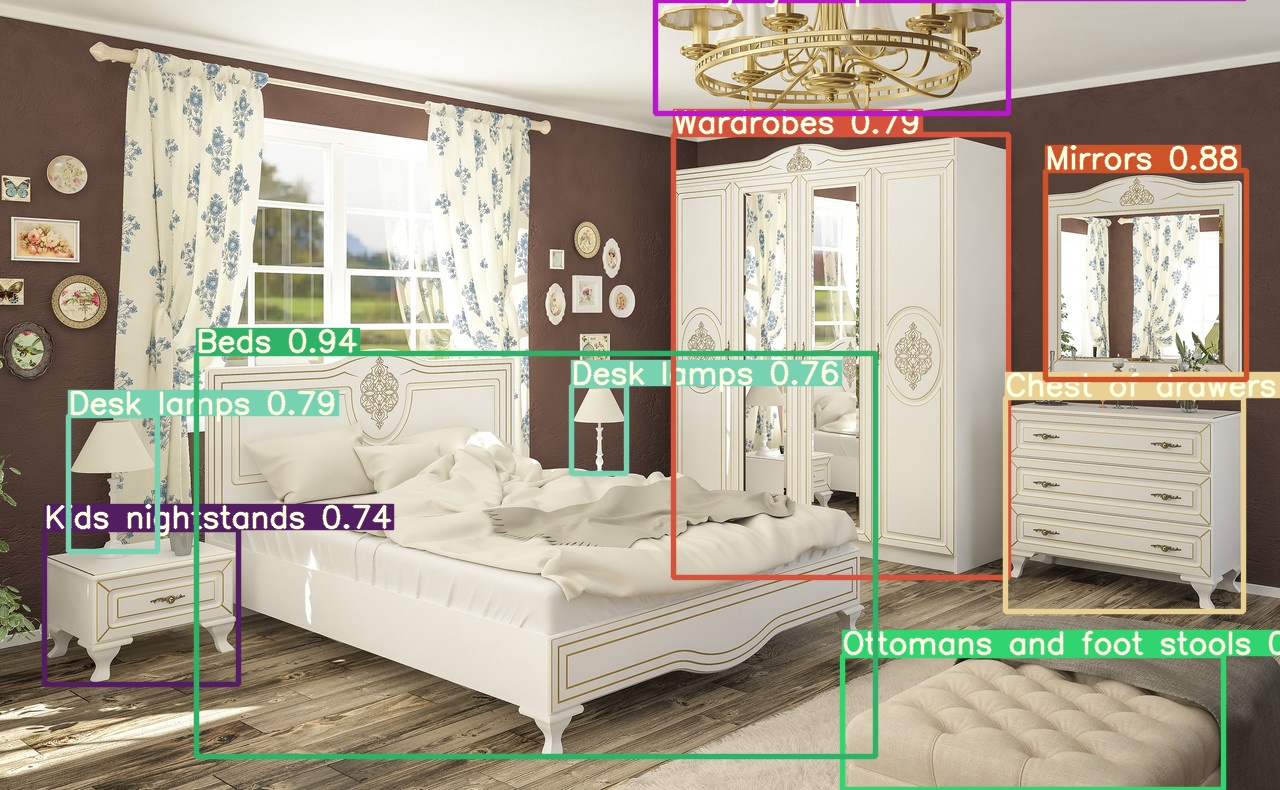 Wardrobes 0.79
Mirrors 0.88
Beds 0.94
Desk lamps 0.76
Chest of drawers
Desk lamps 0.79
Kids nightstands 0.74
Ottomans and foot stools 0